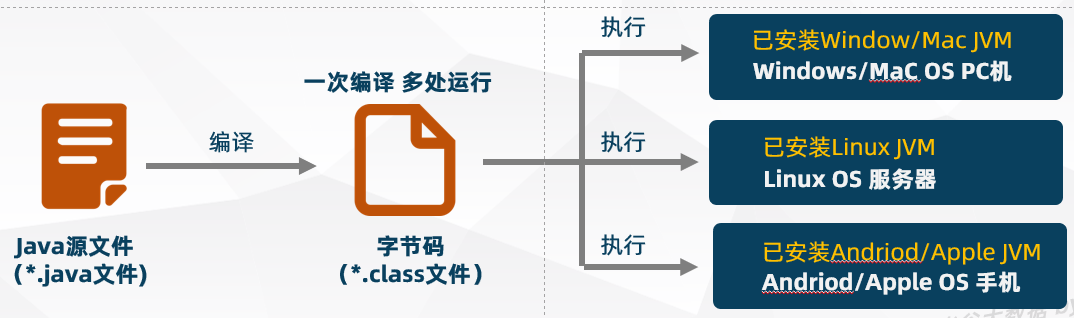 执行
已安装Window/Mac JVM
Windows/MaC OS PC机
一次编译 多处运行
编译
执行
已安装Linux JVM
Linux OS 服务器
Java源文件
（*.java文件)
字节码
（*.class文件）
执行
已安装Andriod/Apple JVM
Andriod/Apple OS 手机